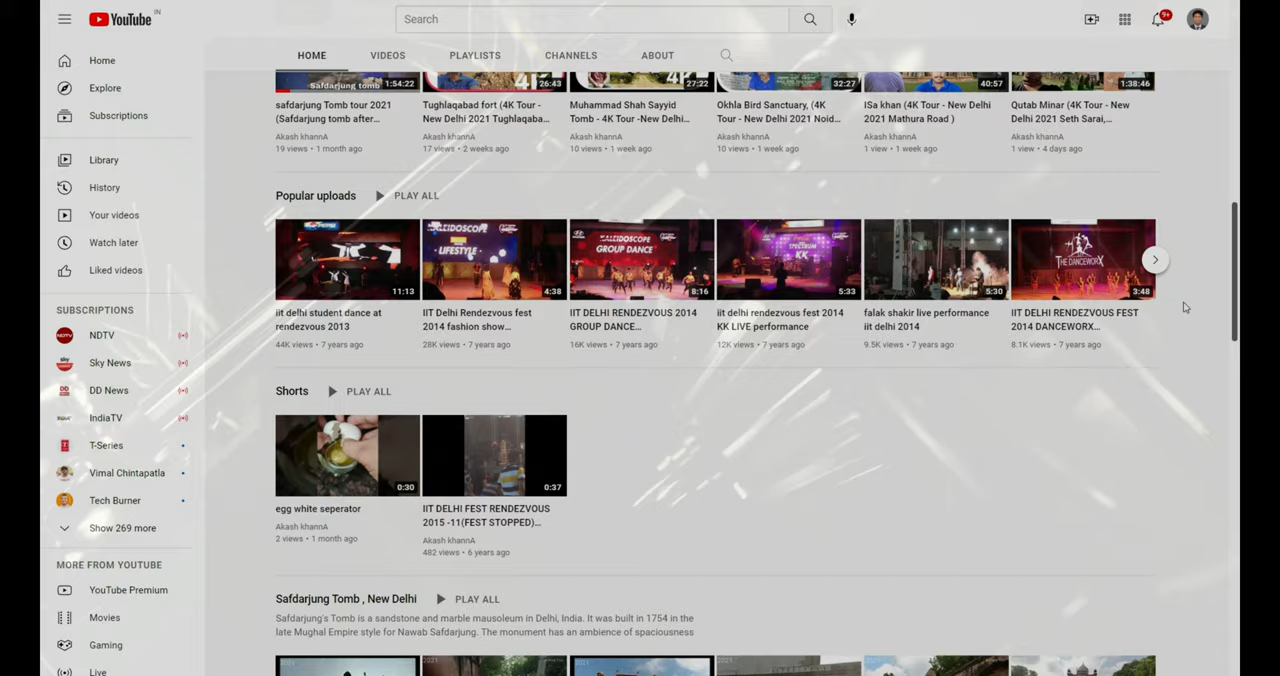 YouTube IN
Search
9+
HOME VIDEOS PLAYLISTS CHANNELS ABOUT
Home
Explore
Subscriptions
Library
History
Your videos
Watch later
Liked videos
SUBSCRIPTIONS
NDTV
Sky News
DD News
IndiaTV
T-Series
Vimal Chintapatla
Tech Burner
Show 269 more
MORE FROM YOUTUBE
YouTube Premium
Movies
Gaming
Live
Safdarjung tomb
1:54:22 26:43 27:22 32:27 40:57 1:38:46
safdarjung Tomb tour 2021
(Safdarjung tomb after...
Akash khannA
19 views • 1 month ago
Tughlaqabad fort (4K Tour -
New Delhi 2021 Tughlaqaba...
Akash khannA
17 views • 2 weeks ago
Muhammad Shah Sayyid
Tomb - 4K Tour -New Delhi...
Akash khannA
10 views • 1 week ago
Okhla Bird Sanctuary, (4K
Tour - New Delhi 2021 Noid...
Akash khannA
10 views • 1 week ago
ISa khan (4K Tour - New Delhi
2021 Mathura Road )
Akash khannA
1 view • 1 week ago
Qutab Minar (4K Tour - New
Delhi 2021 Seth Sarai,...
Akash khannA
1 view • 4 days ago
Popular uploads PLAY ALL
11:13
iit delhi student dance at
rendezvous 2013
44K views • 7 years ago
KALEIDOSCOPE
LIFESTYLE
4:38
IIT Delhi Rendezvous fest
2014 fashion show...
28K views • 7 years ago
KALEIDOSCOPE
GROUP DANCE
8:16
IIT DELHI RENDEZVOUS 2014
GROUP DANCE...
16K views • 7 years ago
SPECTRUM
KK
5:33
iit delhi rendezvous fest 2014
KK LIVE performance
12K views • 7 years ago
5:30
falak shakir live performance
iit delhi 2014
9.5K views • 7 years ago
THE DANCEWORX
3:48
IIT DELHI RENDEZVOUS FEST
2014 DANCEWORX...
8.1K views • 7 years ago
Shorts PLAY ALL
0:30
egg white seperator
Akash khannA
2 views • 1 month ago
0:37
IIT DELHI FEST RENDEZVOUS
2015 -11(FEST STOPPED)...
Akash khannA
482 views • 6 years ago
Safdarjung Tomb , New Delhi PLAY ALL
Safdarjung's Tomb is a sandstone and marble mausoleum in Delhi, India. It was built in 1754 in the
late Mughal Empire style for Nawab Safdarjung. The monument has an ambience of spaciousness
2021 2021 2021 2021 2021